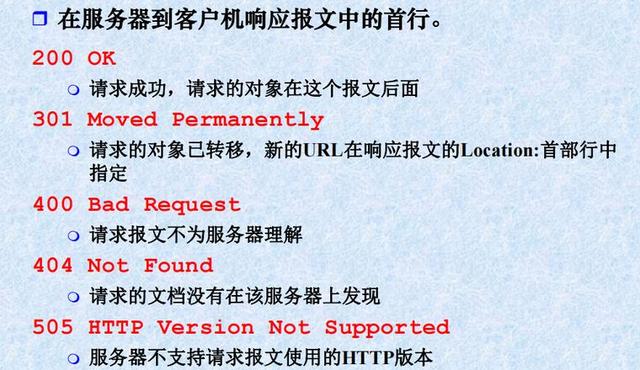 在服务器到客户机响应报文中的首行。
200 OK
请求成功，请求的对象在这个报文后面
301 Moved Permanently
请求的对象已转移，新的URL在响应报文的Location:首部行中
指定
400 Bad Request
请求报文不为服务器理解
404 Not Found
请求的文档没有在该服务器上发现
505 HTTP Version Not Supported
服务器不支持请求报文使用的HTTP版本